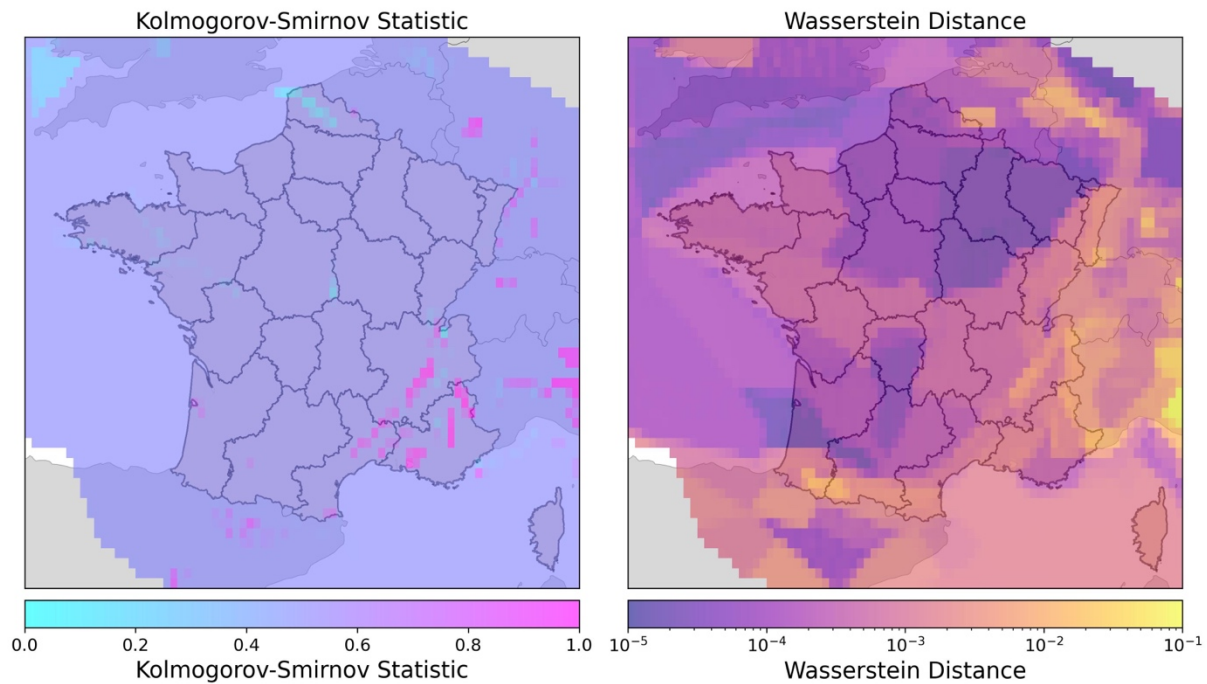 Kolmogorov-Smirnov Statistic
Wasserstein Distance
0.0 0.2 0.4 0.6 0.8 1.0
10⁻⁵ 10⁻⁴ 10⁻³ 10⁻² 10⁻¹
Kolmogorov-Smirnov Statistic
Wasserstein Distance